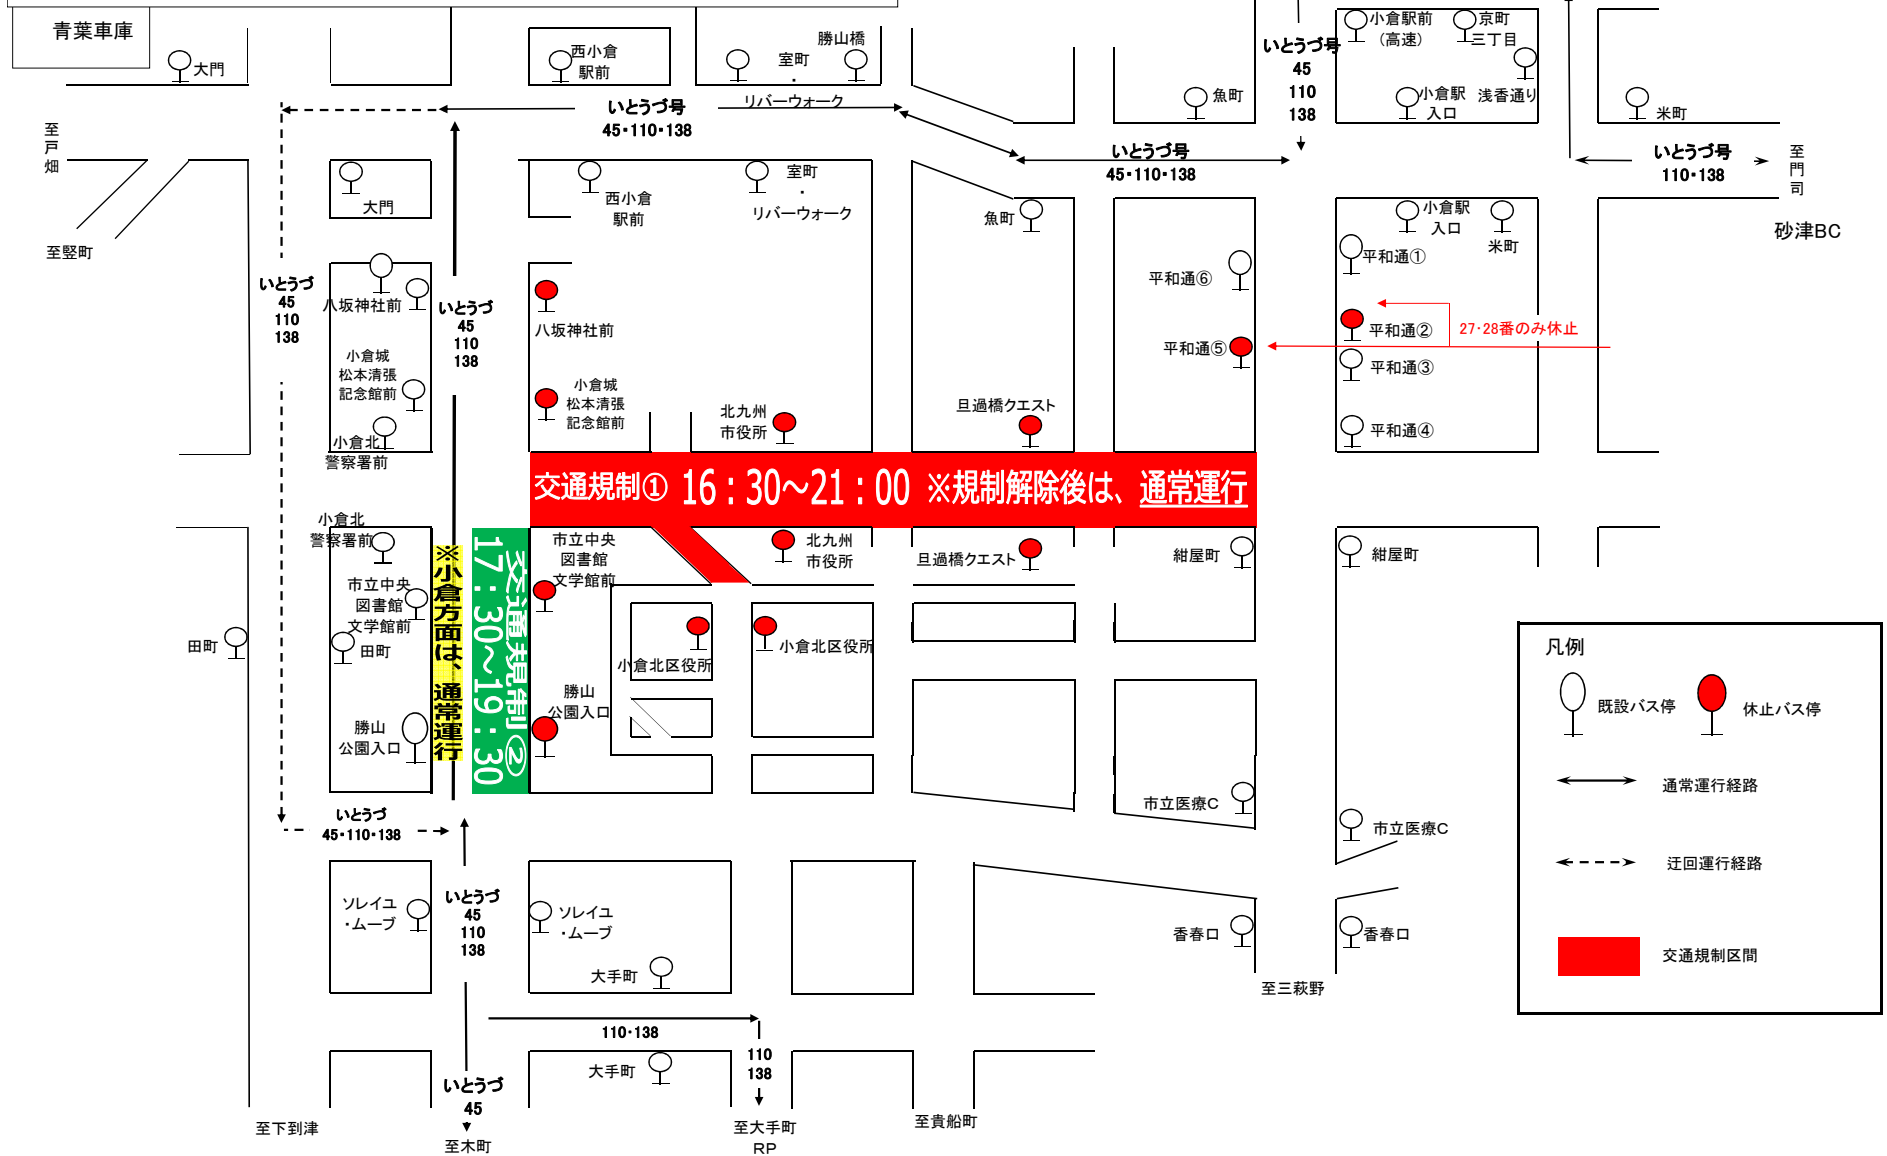 青葉車庫
大門
西小倉
駅前
室町
・
リバーウォーク
勝山橋
いとうづ号
45
110
138
小倉駅前
(高速)
京町
三丁目
浅香通り
小倉駅
入口
魚町
米町
至戸畑
いとうづ号
45・110・138
いとうづ号
45・110・138
いとうづ号
110・138
至門司
砂津BC
大門
西小倉
駅前
室町
・
リバーウォーク
魚町
小倉駅
入口
米町
至竪町
いとうづ
45
110
138
八坂神社前
いとうづ
45
110
138
八坂神社前
平和通⑥
平和通①
平和通②
27・28番のみ休止
平和通⑤
平和通③
平和通④
小倉城
松本清張
記念館前
小倉城
松本清張
記念館前
北九州
市役所
旦過橋クエスト
小倉北
警察署前
交通規制① 16：30～21：00 ※規制解除後は、通常運行
小倉北
警察署前
市立中央
図書館
文学館前
田町
田町
※小倉方面は、通常運行
交通規制②
17：30～19：30
市立中央
図書館
文学館前
北九州
市役所
旦過橋クエスト
紺屋町
紺屋町
小倉北区役所
小倉北区役所
勝山
公園入口
勝山
公園入口
凡例
既設バス停
休止バス停
通常運行経路
迂回運行経路
交通規制区間
市立医療C
市立医療C
いとうづ
45・110・138
ソレイユ
・ムーブ
いとうづ
45
110
138
ソレイユ
・ムーブ
大手町
香春口
香春口
至三萩野
110・138
大手町
110
138
いとうづ
45
至下到津
至木町
至大手町
RP
至貴船町